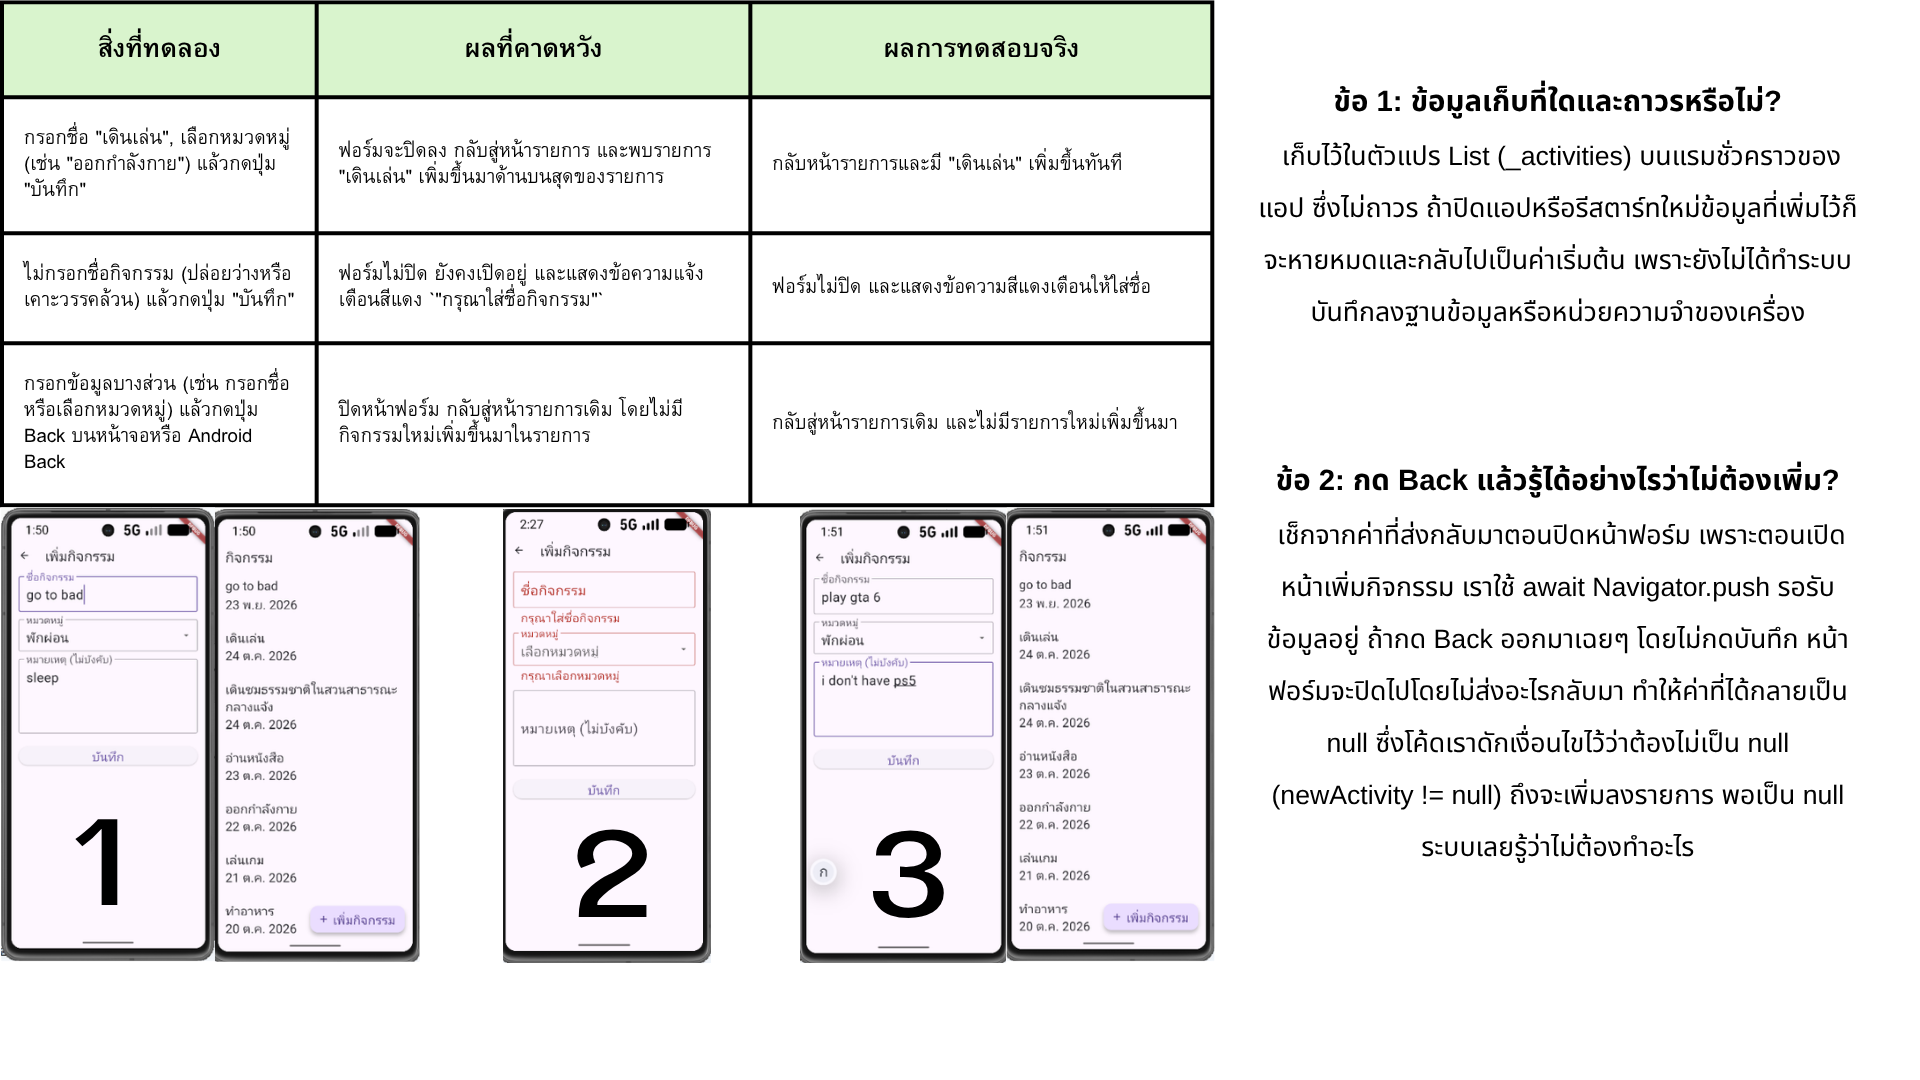 สิ่งที่ทดลอง
ผลที่คาดหวัง
ผลการทดสอบจริง
กรอกชื่อ "เดินเล่น", เลือกหมวดหมู่
(เช่น "ออกกำลังกาย") แล้วกดปุ่ม
"บันทึก"
ฟอร์มจะปิดลง กลับสู่หน้ารายการ และพบรายการ
"เดินเล่น" เพิ่มขึ้นมาด้านบนสุดของรายการ
กลับหน้ารายการและมี "เดินเล่น" เพิ่มขึ้นทันที
ไม่กรอกชื่อกิจกรรม (ปล่อยว่างหรือ
เคาะวรรคล้วน) แล้วกดปุ่ม "บันทึก"
ฟอร์มไม่ปิด ยังคงเปิดอยู่ และแสดงข้อความแจ้ง
เตือนสีแดง `"กรุณาใส่ชื่อกิจกรรม"`
ฟอร์มไม่ปิด และแสดงข้อความสีแดงเตือนให้ใส่ชื่อ
กรอกข้อมูลบางส่วน (เช่น กรอกชื่อ
หรือเลือกหมวดหมู่) แล้วกดปุ่ม
Back บนหน้าจอหรือ Android
Back
ปิดหน้าฟอร์ม กลับสู่หน้ารายการเดิม โดยไม่มี
กิจกรรมใหม่เพิ่มขึ้นมาในรายการ
กลับสู่หน้ารายการเดิม และไม่มีรายการใหม่เพิ่มขึ้นมา
1:50 5G
เพิ่มกิจกรรม
ชื่อกิจกรรม
go to bad
หมวดหมู่
พักผ่อน
หมายเหตุ (ไม่บังคับ)
sleep
บันทึก
1
1:50 5G
กิจกรรม
go to bad
23 พ.ย. 2026
เดินเล่น
24 ต.ค. 2026
เดินชมธรรมชาติในสวนสาธารณะ
กลางแจ้ง
24 ต.ค. 2026
อ่านหนังสือ
23 ต.ค. 2026
ออกกำลังกาย
22 ต.ค. 2026
เล่นเกม
21 ต.ค. 2026
ทำอาหาร
20 ต.ค. 2026
+ เพิ่มกิจกรรม
2:27 5G
เพิ่มกิจกรรม
ชื่อกิจกรรม
กรุณาใส่ชื่อกิจกรรม
หมวดหมู่
เลือกหมวดหมู่
กรุณาเลือกหมวดหมู่
หมายเหตุ (ไม่บังคับ)
บันทึก
2
1:51 5G
เพิ่มกิจกรรม
ชื่อกิจกรรม
play gta 6
หมวดหมู่
พักผ่อน
หมายเหตุ (ไม่บังคับ)
i don't have ps5
บันทึก
ก
3
1:51 5G
กิจกรรม
go to bad
23 พ.ย. 2026
เดินเล่น
24 ต.ค. 2026
เดินชมธรรมชาติในสวนสาธารณะ
กลางแจ้ง
24 ต.ค. 2026
อ่านหนังสือ
23 ต.ค. 2026
ออกกำลังกาย
22 ต.ค. 2026
เล่นเกม
21 ต.ค. 2026
ทำอาหาร
20 ต.ค. 2026
+ เพิ่มกิจกรรม
ข้อ 1: ข้อมูลเก็บที่ใดและถาวรหรือไม่?
เก็บไว้ในตัวแปร List (_activities) บนแรมชั่วคราวของ
แอป ซึ่งไม่ถาวร ถ้าปิดแอปหรือรีสตาร์ทใหม่ข้อมูลที่เพิ่มไว้ก็
จะหายหมดและกลับไปเป็นค่าเริ่มต้น เพราะยังไม่ได้ทำระบบ
บันทึกลงฐานข้อมูลหรือหน่วยความจำของเครื่อง
ข้อ 2: กด Back แล้วรู้ได้อย่างไรว่าไม่ต้องเพิ่ม?
เช็กจากค่าที่ส่งกลับมาตอนปิดหน้าฟอร์ม เพราะตอนเปิด
หน้าเพิ่มกิจกรรม เราใช้ await Navigator.push รอรับ
ข้อมูลอยู่ ถ้ากด Back ออกมาเฉยๆ โดยไม่กดบันทึก หน้า
ฟอร์มจะปิดไปโดยไม่ส่งอะไรกลับมา ทำให้ค่าที่ได้กลายเป็น
null ซึ่งโค้ดเราดักเงื่อนไขไว้ว่าต้องไม่เป็น null
(newActivity != null) ถึงจะเพิ่มลงรายการ พอเป็น null
ระบบเลยรู้ว่าไม่ต้องทำอะไร